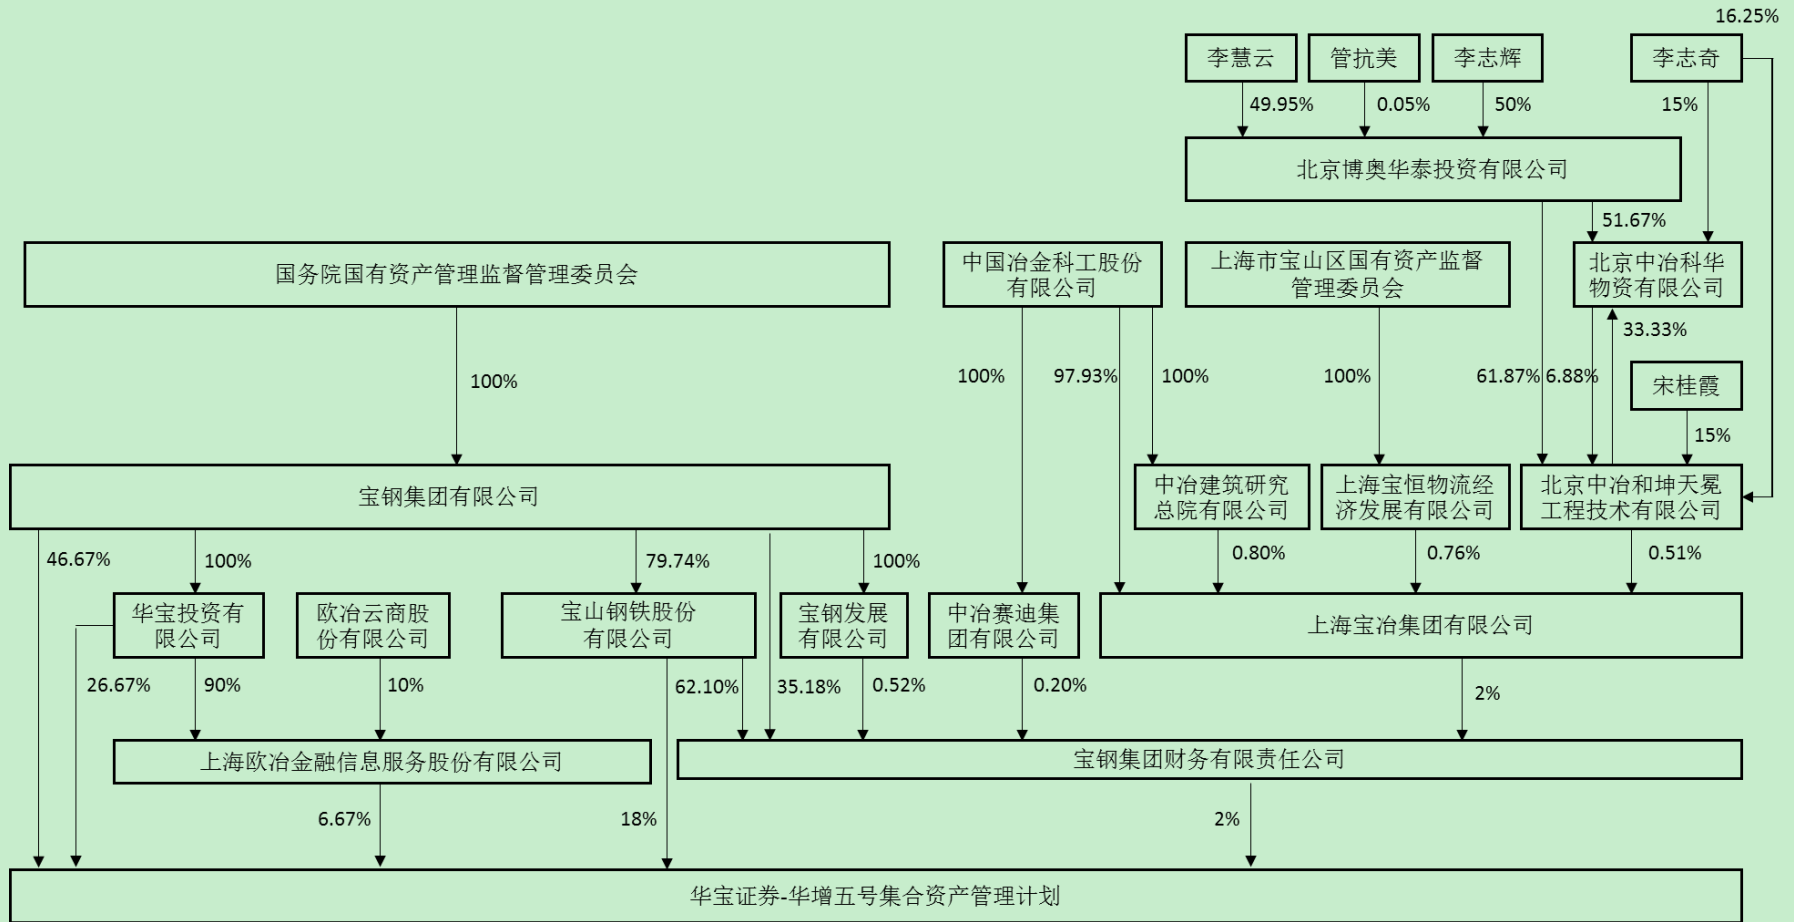 16.25%
李慧云
管抗美
李志辉
李志奇
49.95%
0.05%
50%
15%
北京博奥华泰投资有限公司
51.67%
国务院国有资产管理监督管理委员会
中国冶金科工股份
有限公司
上海市宝山区国有资产监督
管理委员会
北京中冶科华
物资有限公司
33.33%
100%
100%
97.93%
100%
100%
61.87%
6.88%
宋桂霞
15%
宝钢集团有限公司
中冶建筑研究
总院有限公司
上海宝恒物流经
济发展有限公司
北京中冶和坤天冕
工程技术有限公司
46.67%
100%
79.74%
100%
0.80%
0.76%
0.51%
华宝投资有
限公司
欧冶云商股
份有限公司
宝山钢铁股份
有限公司
宝钢发展
有限公司
中冶赛迪集
团有限公司
上海宝冶集团有限公司
26.67%
90%
10%
62.10%
35.18%
0.52%
0.20%
2%
上海欧冶金融信息服务股份有限公司
宝钢集团财务有限责任公司
6.67%
18%
2%
华宝证券-华增五号集合资产管理计划